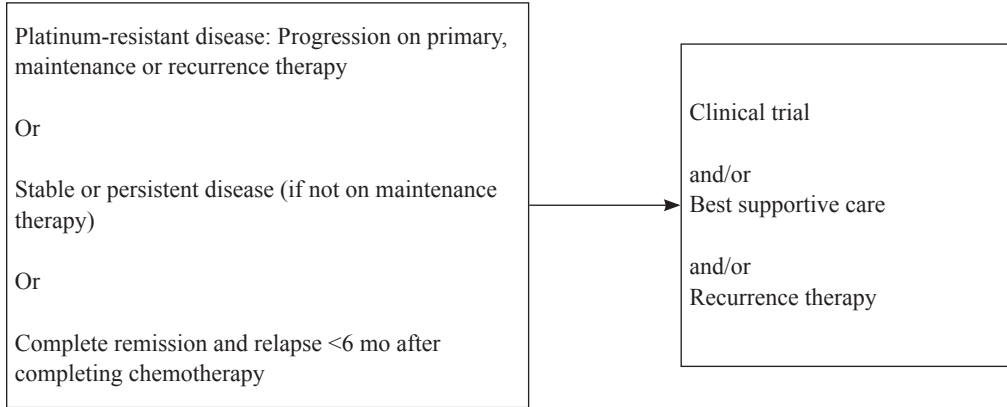 Platinum-resistant disease: Progression on primary,
maintenance or recurrence therapy
Or
Stable or persistent disease (if not on maintenance
therapy)
Or
Complete remission and relapse <6 mo after
completing chemotherapy
Clinical trial
and/or
Best supportive care
and/or
Recurrence therapy